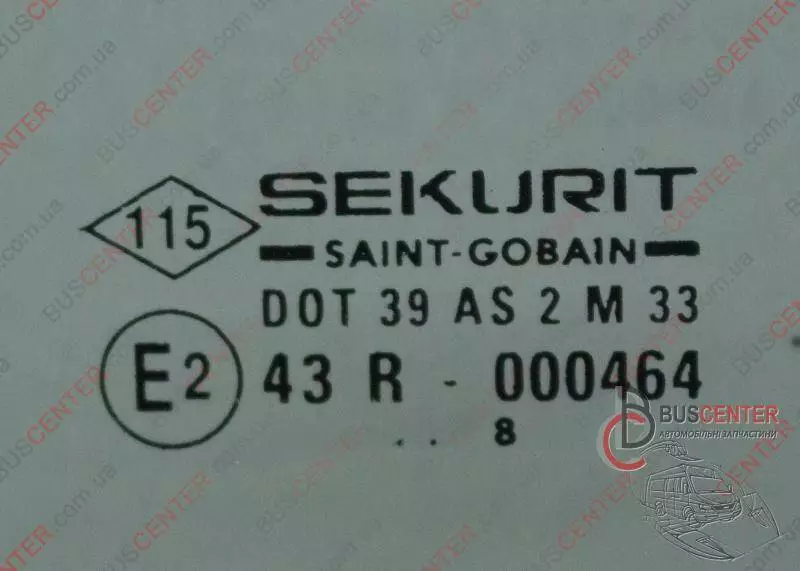 115
SEKURIT
SAINT-GOBAIN
DOT 39 AS 2 M 33
E2 43 R - 000464
.. 8
BUSCENTER
АВТОМОБІЛЬНІ ЗАПЧАСТИНИ
BUSCENTER.com.ua